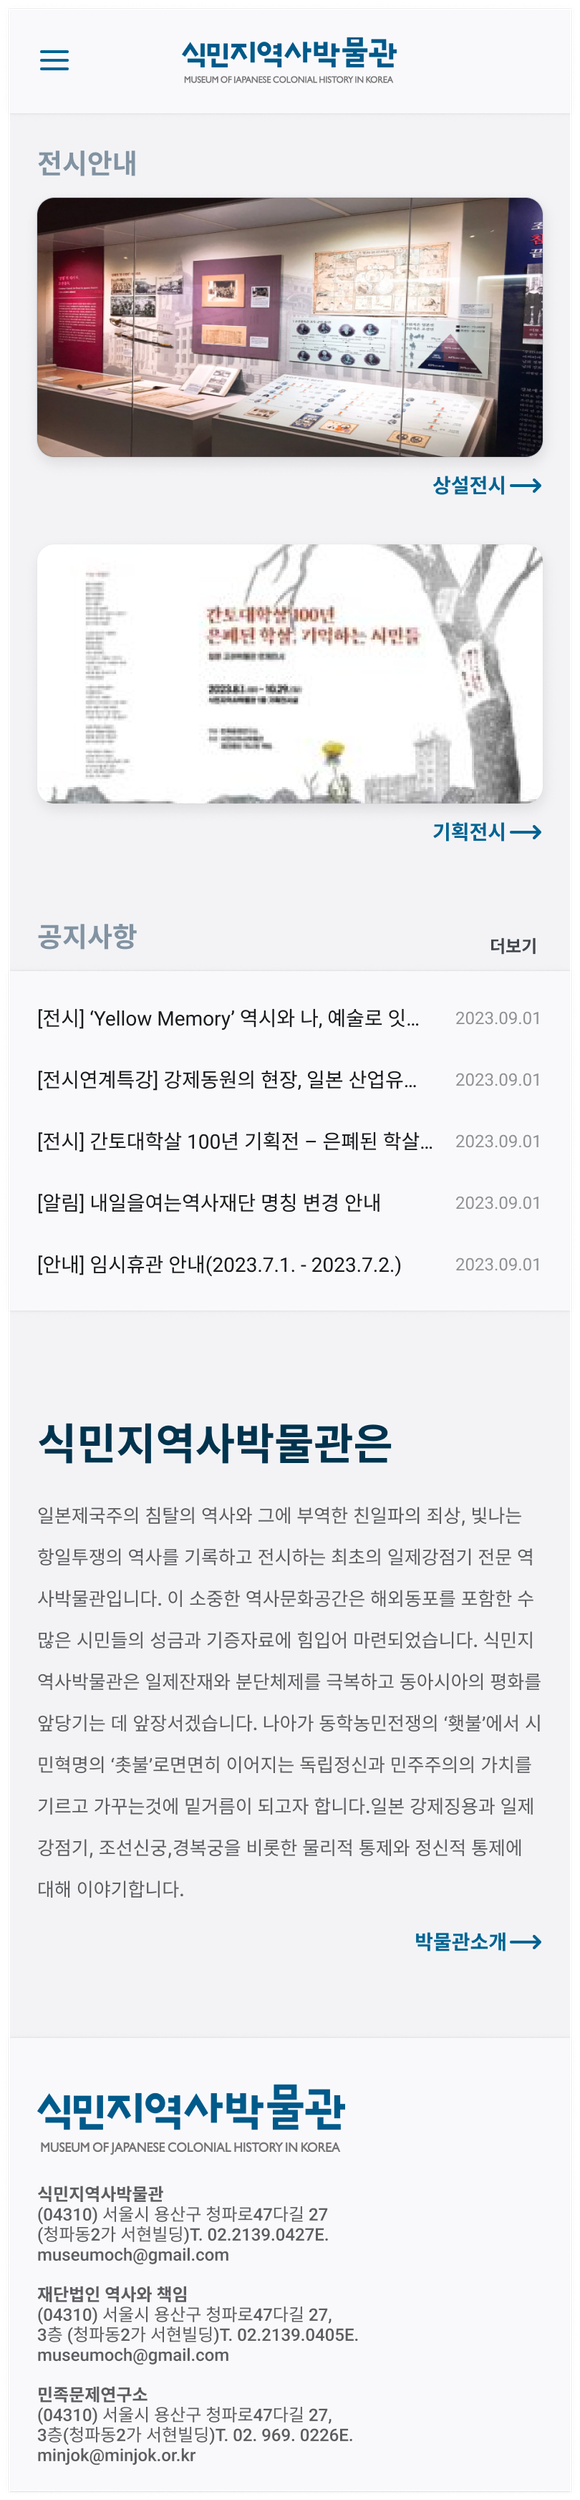 식민지역사박물관
MUSEUM OF JAPANESE COLONIAL HISTORY IN KOREA
전시안내
상설전시
간토대학살 100년
은폐된 학살, 기억하는 시민들
2023.8.1. - 10.29.
기획전시
공지사항
더보기
[전시] ‘Yellow Memory’ 역시와 나, 예술로 잇... 2023.09.01
[전시연계특강] 강제동원의 현장, 일본 산업유... 2023.09.01
[전시] 간토대학살 100년 기획전 – 은폐된 학살... 2023.09.01
[알림] 내일을여는역사재단 명칭 변경 안내 2023.09.01
[안내] 임시휴관 안내(2023.7.1. - 2023.7.2.) 2023.09.01
식민지역사박물관은
일본제국주의 침탈의 역사와 그에 부역한 친일파의 죄상, 빛나는
항일투쟁의 역사를 기록하고 전시하는 최초의 일제강점기 전문 역
사박물관입니다. 이 소중한 역사문화공간은 해외동포를 포함한 수
많은 시민들의 성금과 기증자료에 힘입어 마련되었습니다. 식민지
역사박물관은 일제잔재와 분단체제를 극복하고 동아시아의 평화를
앞당기는 데 앞장서겠습니다. 나아가 동학농민전쟁의 ‘횃불’에서 시
민혁명의 ‘촛불’로면면히 이어지는 독립정신과 민주주의의 가치를
기르고 가꾸는것에 밑거름이 되고자 합니다.일본 강제징용과 일제
강점기, 조선신궁,경복궁을 비롯한 물리적 통제와 정신적 통제에
대해 이야기합니다.
박물관소개
식민지역사박물관
MUSEUM OF JAPANESE COLONIAL HISTORY IN KOREA
식민지역사박물관
(04310) 서울시 용산구 청파로47다길 27
(청파동2가 서현빌딩)T. 02.2139.0427E.
museumoch@gmail.com
재단법인 역사와 책임
(04310) 서울시 용산구 청파로47다길 27,
3층 (청파동2가 서현빌딩)T. 02.2139.0405E.
museumoch@gmail.com
민족문제연구소
(04310) 서울시 용산구 청파로47다길 27,
3층(청파동2가 서현빌딩)T. 02. 969. 0226E.
minjok@minjok.or.kr